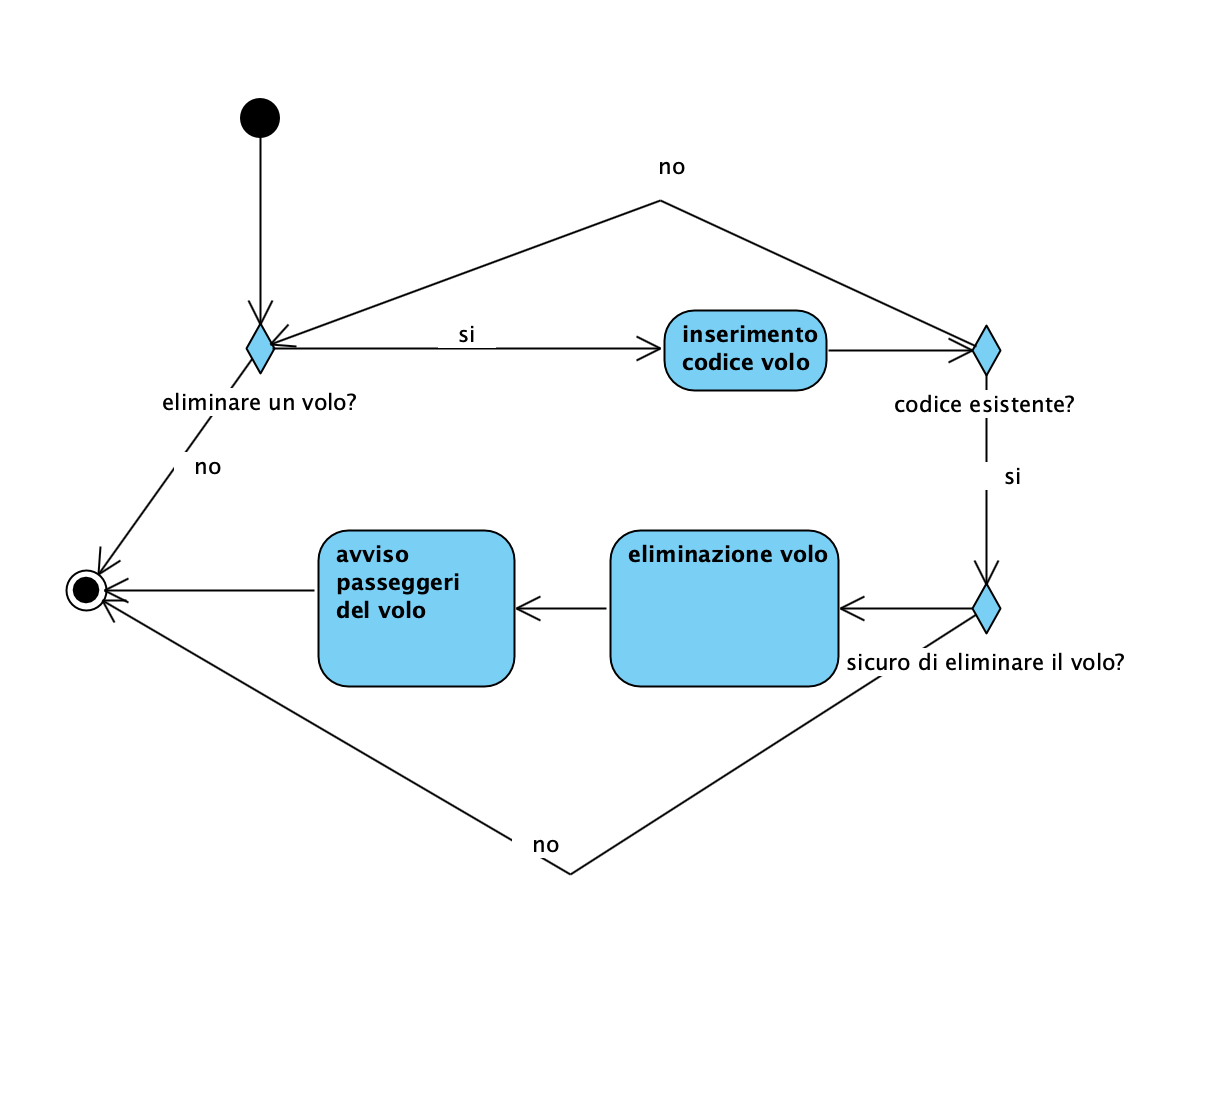 no
si
inserimento
codice volo
eliminare un volo?
codice esistente?
no
si
avviso
passeggeri
del volo
eliminazione volo
sicuro di eliminare il volo?
no